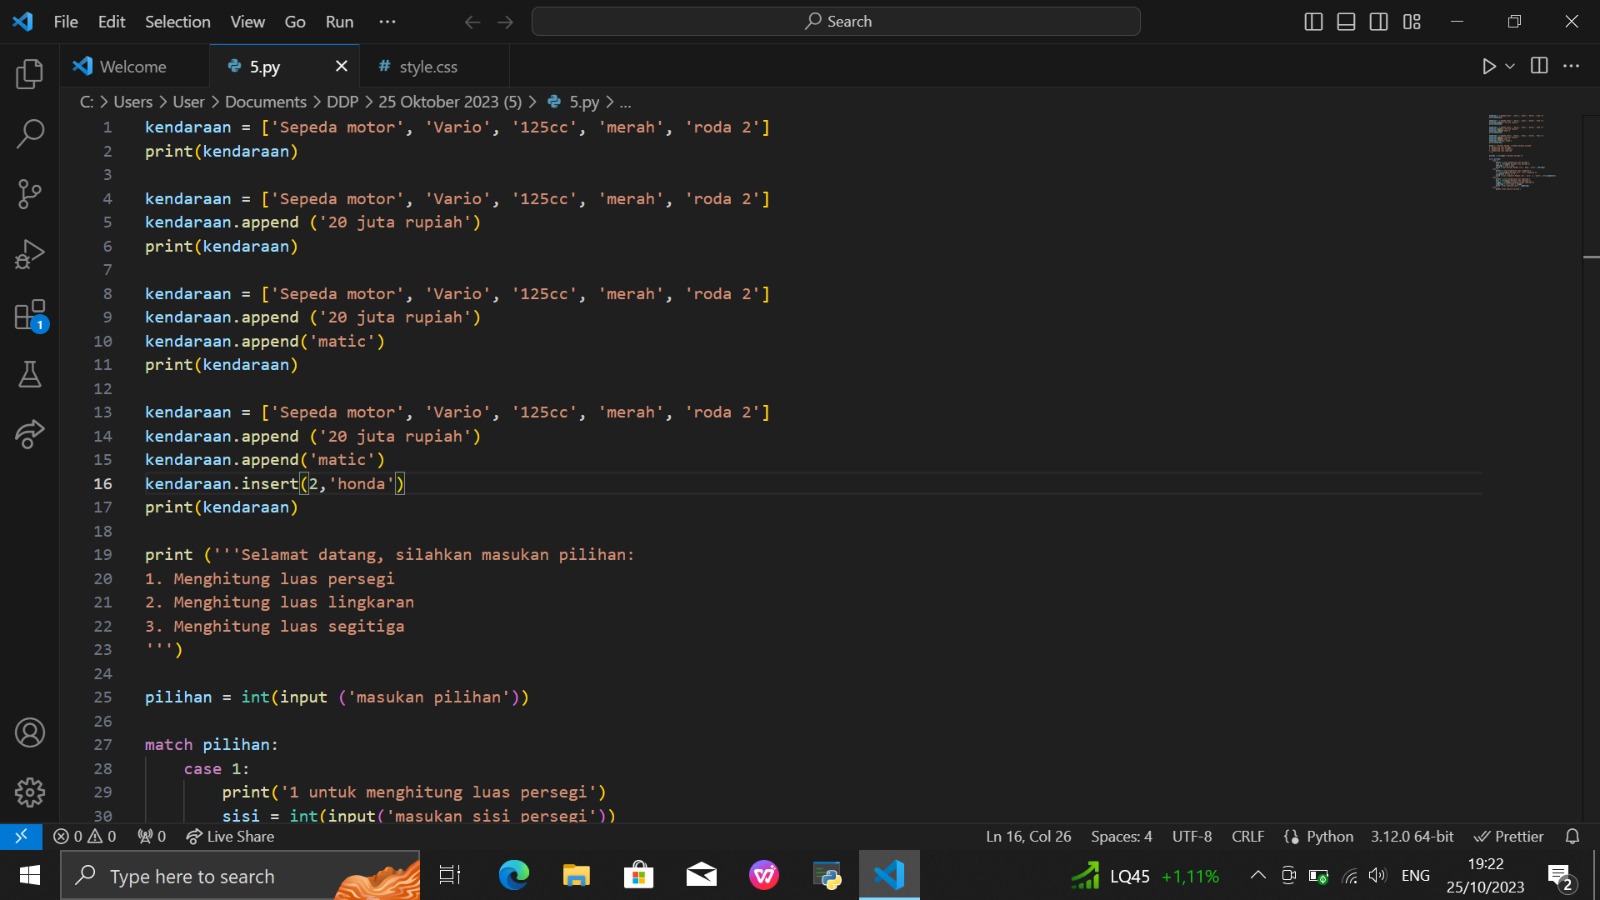 File Edit Selection View Go Run ··· Search
Welcome 5.py style.css
C: > Users > User > Documents > DDP > 25 Oktober 2023 (5) > 5.py > ...
1 kendaraan = ['Sepeda motor', 'Vario', '125cc', 'merah', 'roda 2']
2 print(kendaraan)
3
4 kendaraan = ['Sepeda motor', 'Vario', '125cc', 'merah', 'roda 2']
5 kendaraan.append ('20 juta rupiah')
6 print(kendaraan)
7
8 kendaraan = ['Sepeda motor', 'Vario', '125cc', 'merah', 'roda 2']
9 kendaraan.append ('20 juta rupiah')
10 kendaraan.append('matic')
11 print(kendaraan)
12
13 kendaraan = ['Sepeda motor', 'Vario', '125cc', 'merah', 'roda 2']
14 kendaraan.append ('20 juta rupiah')
15 kendaraan.append('matic')
16 kendaraan.insert(2,'honda')
17 print(kendaraan)
18
19 print ('''Selamat datang, silahkan masukan pilihan:
20 1. Menghitung luas persegi
21 2. Menghitung luas lingkaran
22 3. Menghitung luas segitiga
23 ''')
24
25 pilihan = int(input ('masukan pilihan'))
26
27 match pilihan:
28     case 1:
29         print('1 untuk menghitung luas persegi')
30         sisi = int(input('masukan sisi persegi'))
1
0 0 0 Live Share Ln 16, Col 26 Spaces: 4 UTF-8 CRLF Python 3.12.0 64-bit Prettier
Type here to search LQ45 +1,11% ENG 19:22
25/10/2023 2